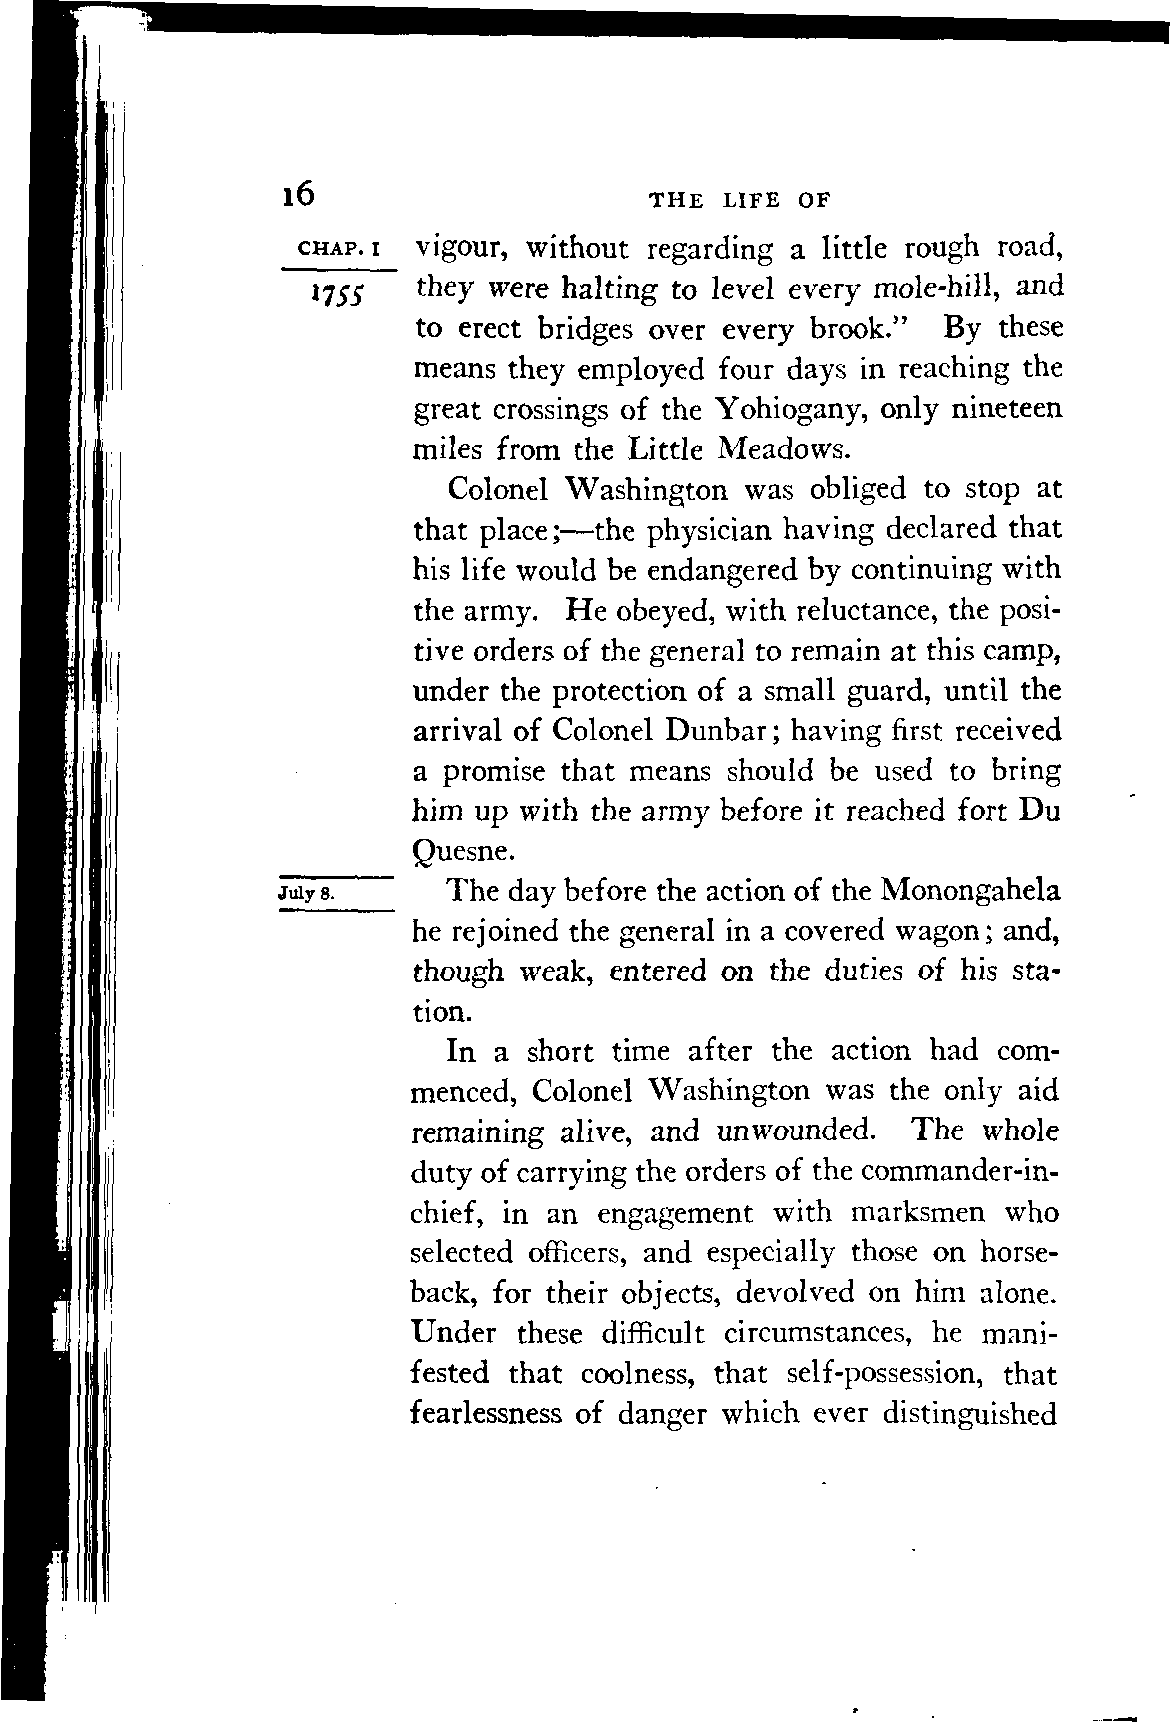 16 THE LIFE OF
CHAP. I vigour, without regarding a little rough road,
1755 they were halting to level every mole-hill, and
to erect bridges over every brook." By these
means they employed four days in reaching the
great crossings of the Yohiogany, only nineteen
miles from the Little Meadows.
Colonel Washington was obliged to stop at
that place;—the physician having declared that
his life would be endangered by continuing with
the army. He obeyed, with reluctance, the posi-
tive orders of the general to remain at this camp,
under the protection of a small guard, until the
arrival of Colonel Dunbar; having first received
a promise that means should be used to bring
him up with the army before it reached fort Du
Quesne.
July 8. The day before the action of the Monongahela
he rejoined the general in a covered wagon; and,
though weak, entered on the duties of his sta-
tion.
In a short time after the action had com-
menced, Colonel Washington was the only aid
remaining alive, and unwounded. The whole
duty of carrying the orders of the commander-in-
chief, in an engagement with marksmen who
selected officers, and especially those on horse-
back, for their objects, devolved on him alone.
Under these difficult circumstances, he mani-
fested that coolness, that self-possession, that
fearlessness of danger which ever distinguished